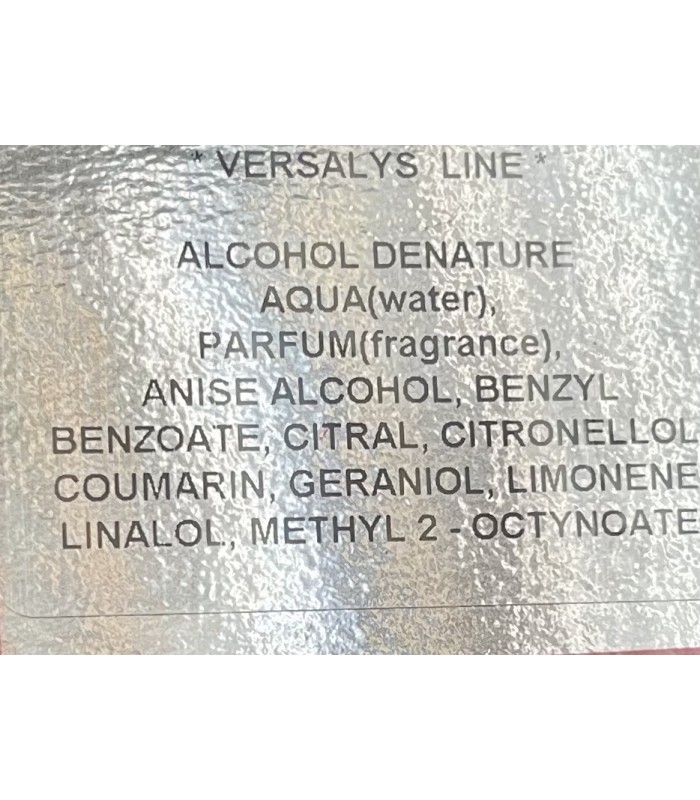 * VERSALYS LINE *
ALCOHOL DENATURE
AQUA(water),
PARFUM(fragrance),
ANISE ALCOHOL, BENZYL
BENZOATE, CITRAL, CITRONELLOL
COUMARIN, GERANIOL, LIMONENE
LINALOL, METHYL 2 - OCTYNOATE